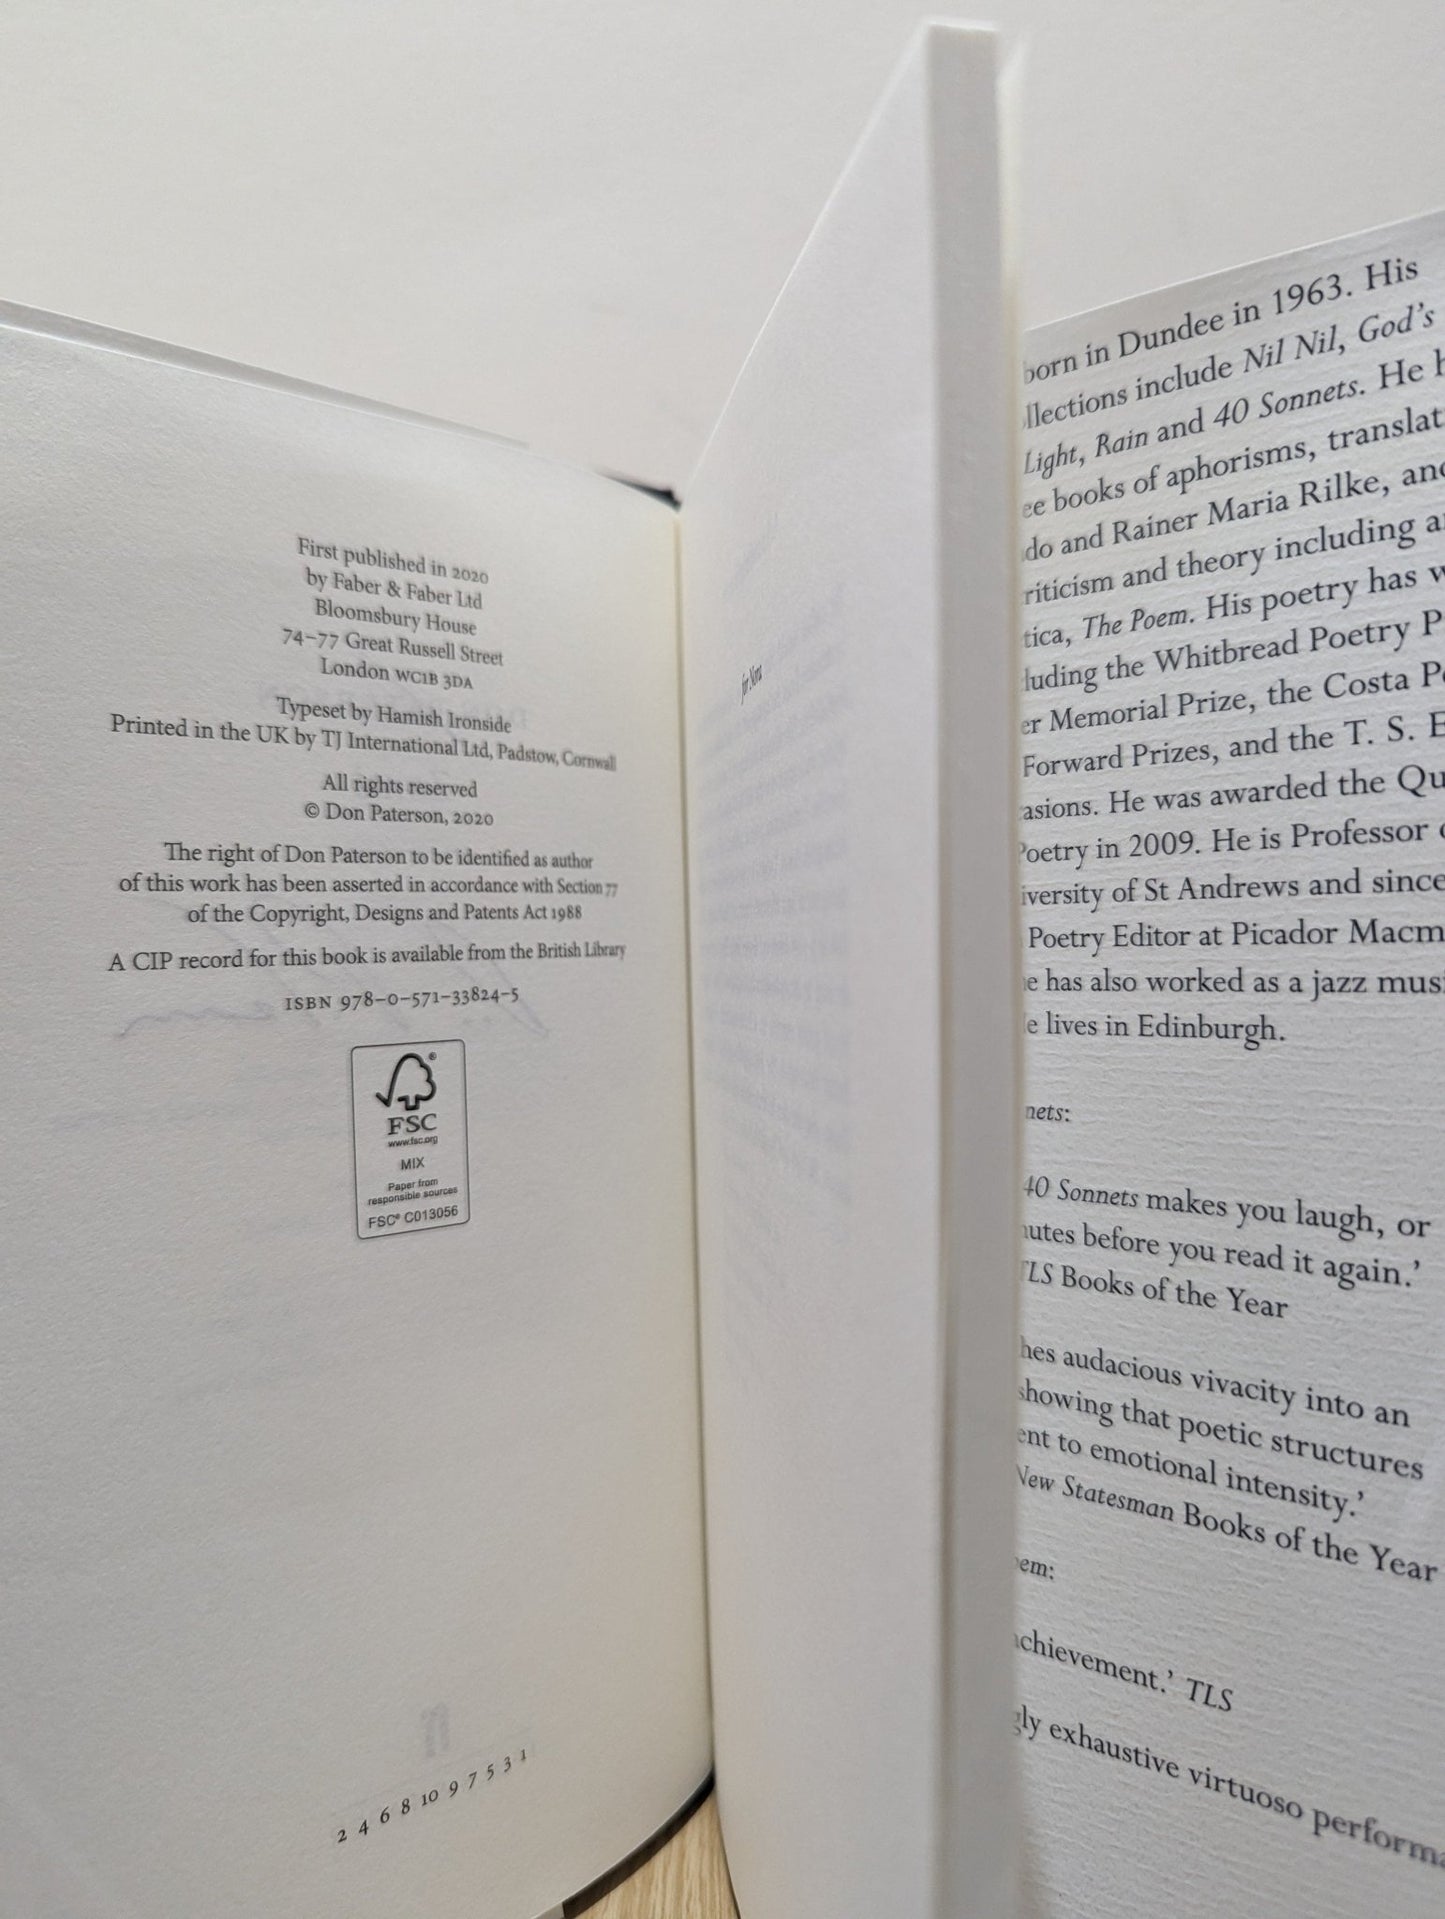 First published in 2020
by Faber & Faber Ltd
Bloomsbury House
74–77 Great Russell Street
London WC1B 3DA
Typeset by Hamish Ironside
Printed in the UK by TJ International Ltd, Padstow, Cornwall
All rights reserved
© Don Paterson, 2020
The right of Don Paterson to be identified as author
of this work has been asserted in accordance with Section 77
of the Copyright, Designs and Patents Act 1988
A CIP record for this book is available from the British Library
ISBN 978–0–571–33824–5
FSC®
www.fsc.org
MIX
Paper from
responsible sources
FSC® C013056
2 4 6 8 10 9 7 5 3 1
for Nora
born in Dundee in 1963. His
llections include Nil Nil, God's
Light, Rain and 40 Sonnets. He h
ee books of aphorisms, translat
do and Rainer Maria Rilke, and
riticism and theory including a
tica, The Poem. His poetry has w
luding the Whitbread Poetry P
er Memorial Prize, the Costa Po
Forward Prizes, and the T. S. E
asions. He was awarded the Qu
Poetry in 2009. He is Professor o
iversity of St Andrews and since
Poetry Editor at Picador Macm
e has also worked as a jazz musi
e lives in Edinburgh.
nets:
40 Sonnets makes you laugh, or
nutes before you read it again.'
TLS Books of the Year
hes audacious vivacity into an
showing that poetic structures
ent to emotional intensity.'
New Statesman Books of the Year
oem:
achievement.' TLS
gly exhaustive virtuoso performa